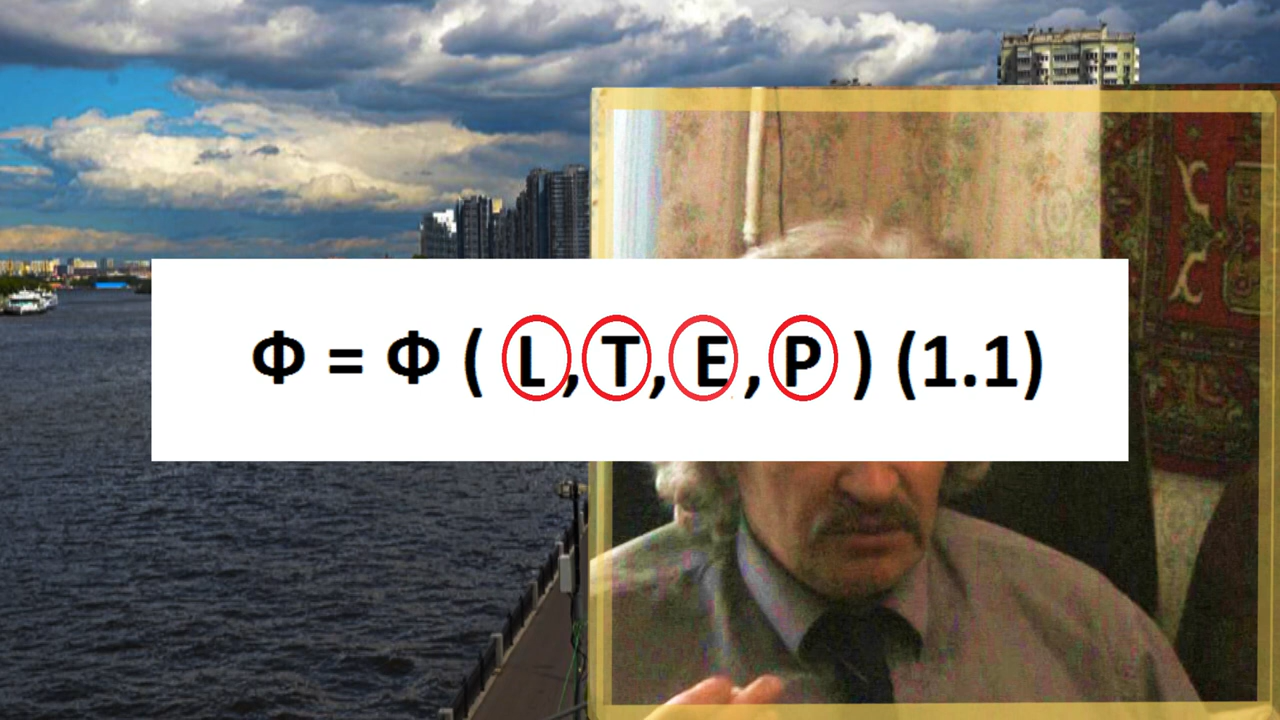 Ф = Ф ( L , T , E , P ) (1.1)